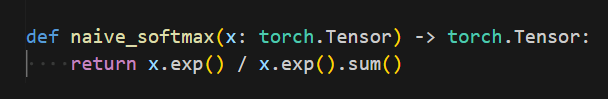 def naive_softmax(x: torch.Tensor) -> torch.Tensor:
    return x.exp() / x.exp().sum()